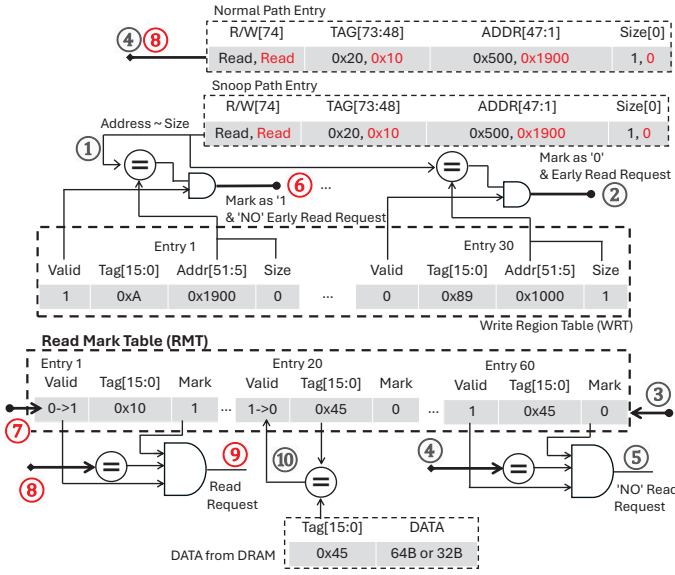 Normal Path Entry
④ ⑧
R/W[74] TAG[73:48] ADDR[47:1] Size[0]
Read, Read 0x20, 0x10 0x500, 0x1900 1, 0
Snoop Path Entry
R/W[74] TAG[73:48] ADDR[47:1] Size[0]
Address ~ Size
Read, Read 0x20, 0x10 0x500, 0x1900 1, 0
①
= =
Mark as '0'
& Early Read Request
⑥ ... ②
Mark as '1
& 'NO' Early Read Request
Entry 1 Entry 30
Valid Tag[15:0] Addr[51:5] Size Valid Tag[15:0] Addr[51:5] Size
1 0xA 0x1900 0 ... 0 0x89 0x1000 1
Write Region Table (WRT)
Read Mark Table (RMT)
Entry 1 Entry 20 Entry 60
Valid Tag[15:0] Mark Valid Tag[15:0] Mark Valid Tag[15:0] Mark
③
0->1 0x10 1 ... 1->0 0x45 0 ... 1 0x45 0
⑦
⑧ = ⑨ ⑩ = ④ = ⑤
Read
Request
'NO' Read
Request
Tag[15:0] DATA
DATA from DRAM 0x45 64B or 32B